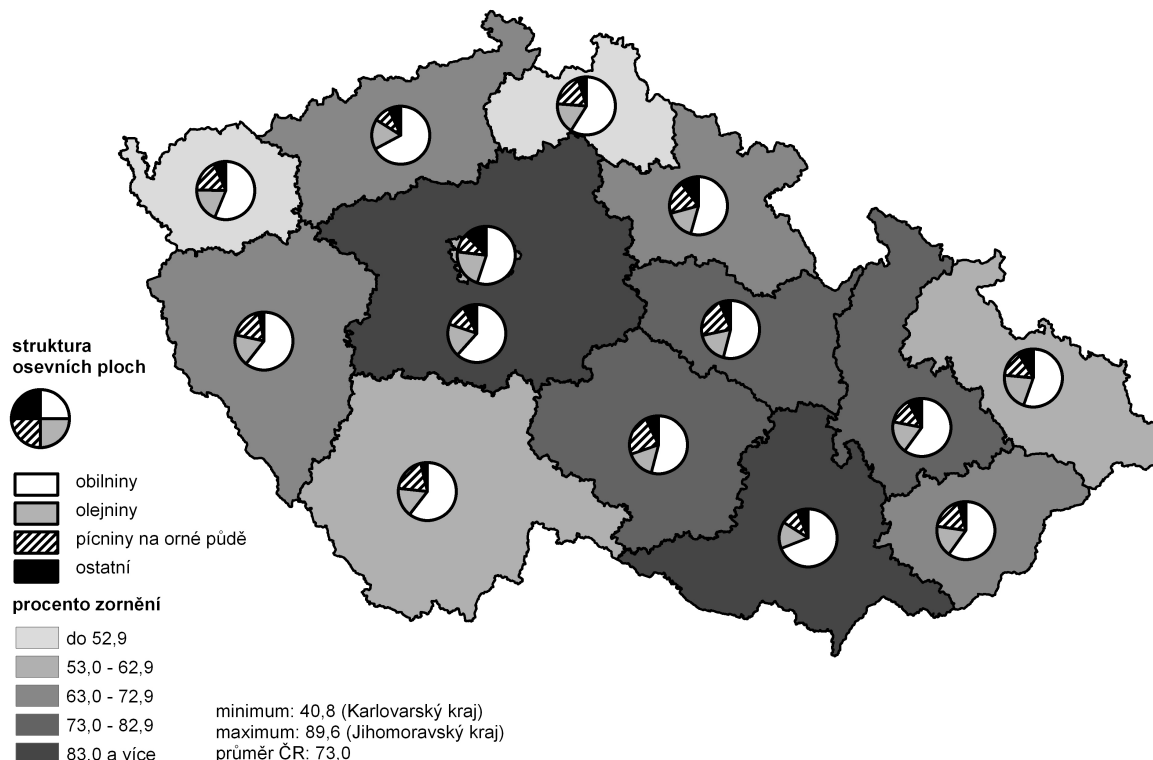 struktura
osevních ploch
obilniny
olejniny
pícniny na orné půdě
ostatní
procento zornění
do 52,9
53,0 - 62,9
63,0 - 72,9
73,0 - 82,9
83,0 a více
minimum: 40,8 (Karlovarský kraj)
maximum: 89,6 (Jihomoravský kraj)
průměr ČR: 73,0